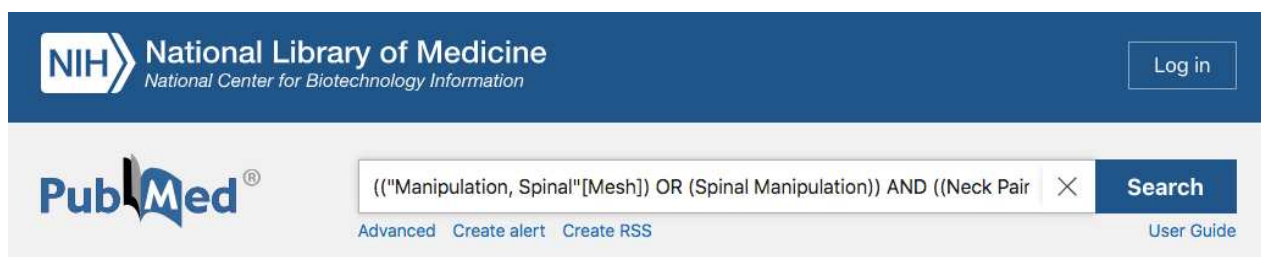 NIH National Library of Medicine
National Center for Biotechnology Information
Log in
PubMed®
(("Manipulation, Spinal"[Mesh]) OR (Spinal Manipulation)) AND ((Neck Pair
Search
Advanced Create alert Create RSS
User Guide